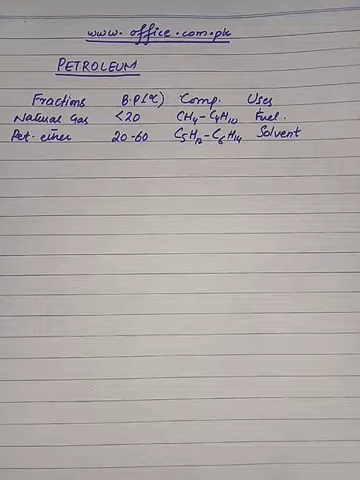 www.office.com.pk
PETROLEUM
Fractions B.P(°C) Comp. Uses
Natural Gas <20 CH4-C4H10 Fuel.
Pet. ether 20-60 C5H12-C6H14 Solvent